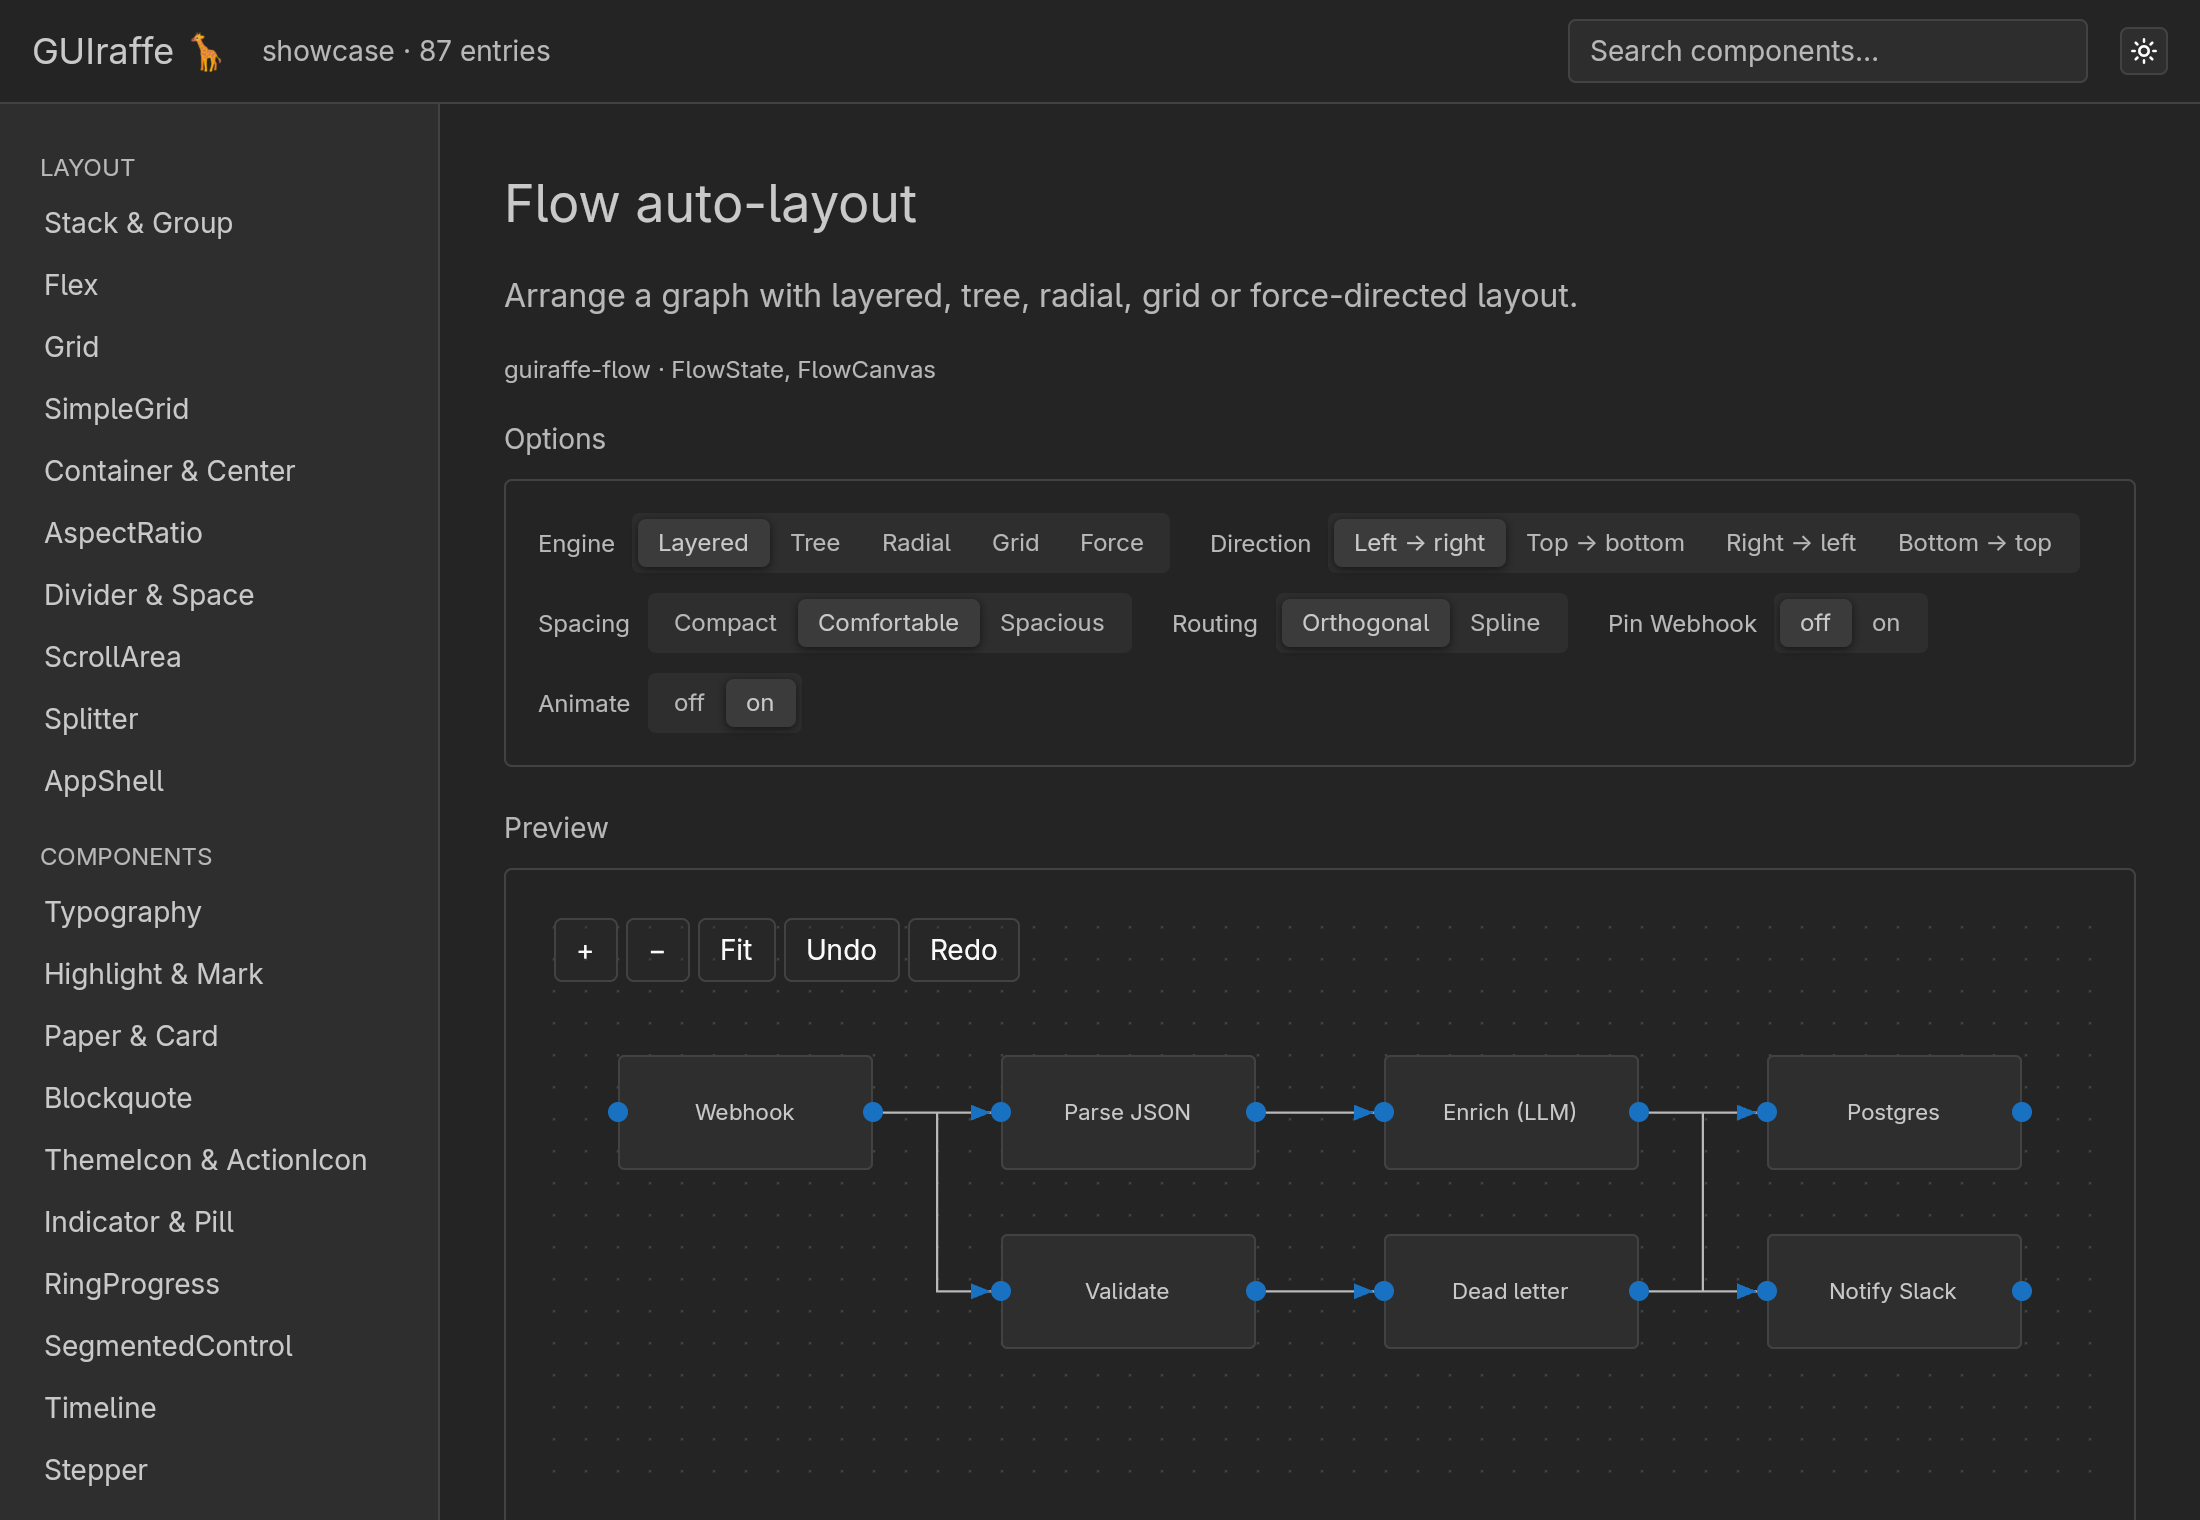 GUIraffe 🦒 showcase · 87 entries Search components...
LAYOUT
Stack & Group
Flex
Grid
SimpleGrid
Container & Center
AspectRatio
Divider & Space
ScrollArea
Splitter
AppShell
COMPONENTS
Typography
Highlight & Mark
Paper & Card
Blockquote
ThemeIcon & ActionIcon
Indicator & Pill
RingProgress
SegmentedControl
Timeline
Stepper
Flow auto-layout
Arrange a graph with layered, tree, radial, grid or force-directed layout.
guiraffe-flow · FlowState, FlowCanvas
Options
Engine Layered Tree Radial Grid Force Direction Left → right Top → bottom Right → left Bottom → top
Spacing Compact Comfortable Spacious Routing Orthogonal Spline Pin Webhook off on
Animate off on
Preview
+ − Fit Undo Redo
Webhook Parse JSON Enrich (LLM) Postgres
Validate Dead letter Notify Slack